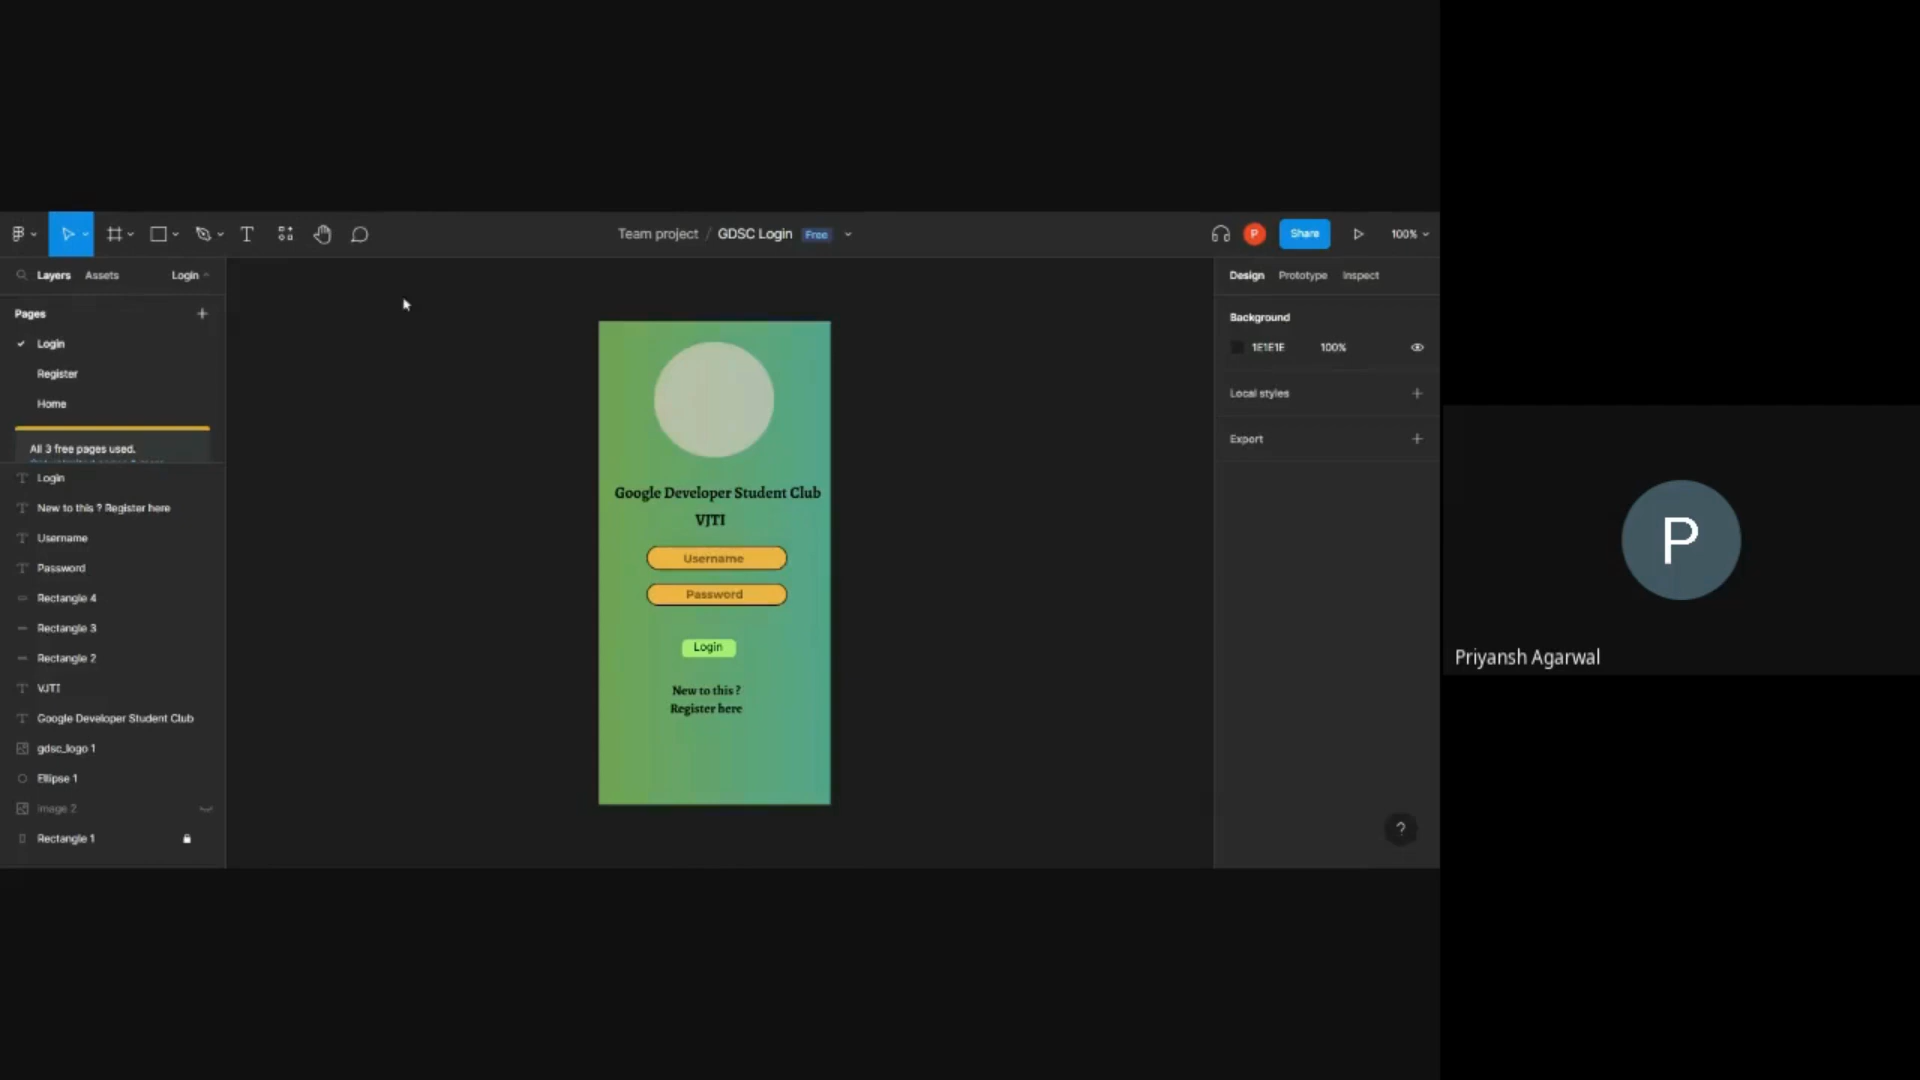 Team project / GDSC Login Free
P
Share
100%
Layers
Assets
Login
Pages
Login
Register
Home
All 3 free pages used.
Login
New to this ? Register here
Username
Password
Rectangle 4
Rectangle 3
Rectangle 2
VJTI
Google Developer Student Club
gdsc_logo 1
Ellipse 1
image 2
Rectangle 1
Google Developer Student Club
VJTI
Username
Password
Login
New to this ?
Register here
Design
Prototype
Inspect
Background
1E1E1E
100%
Local styles
Export
?
P
Priyansh Agarwal